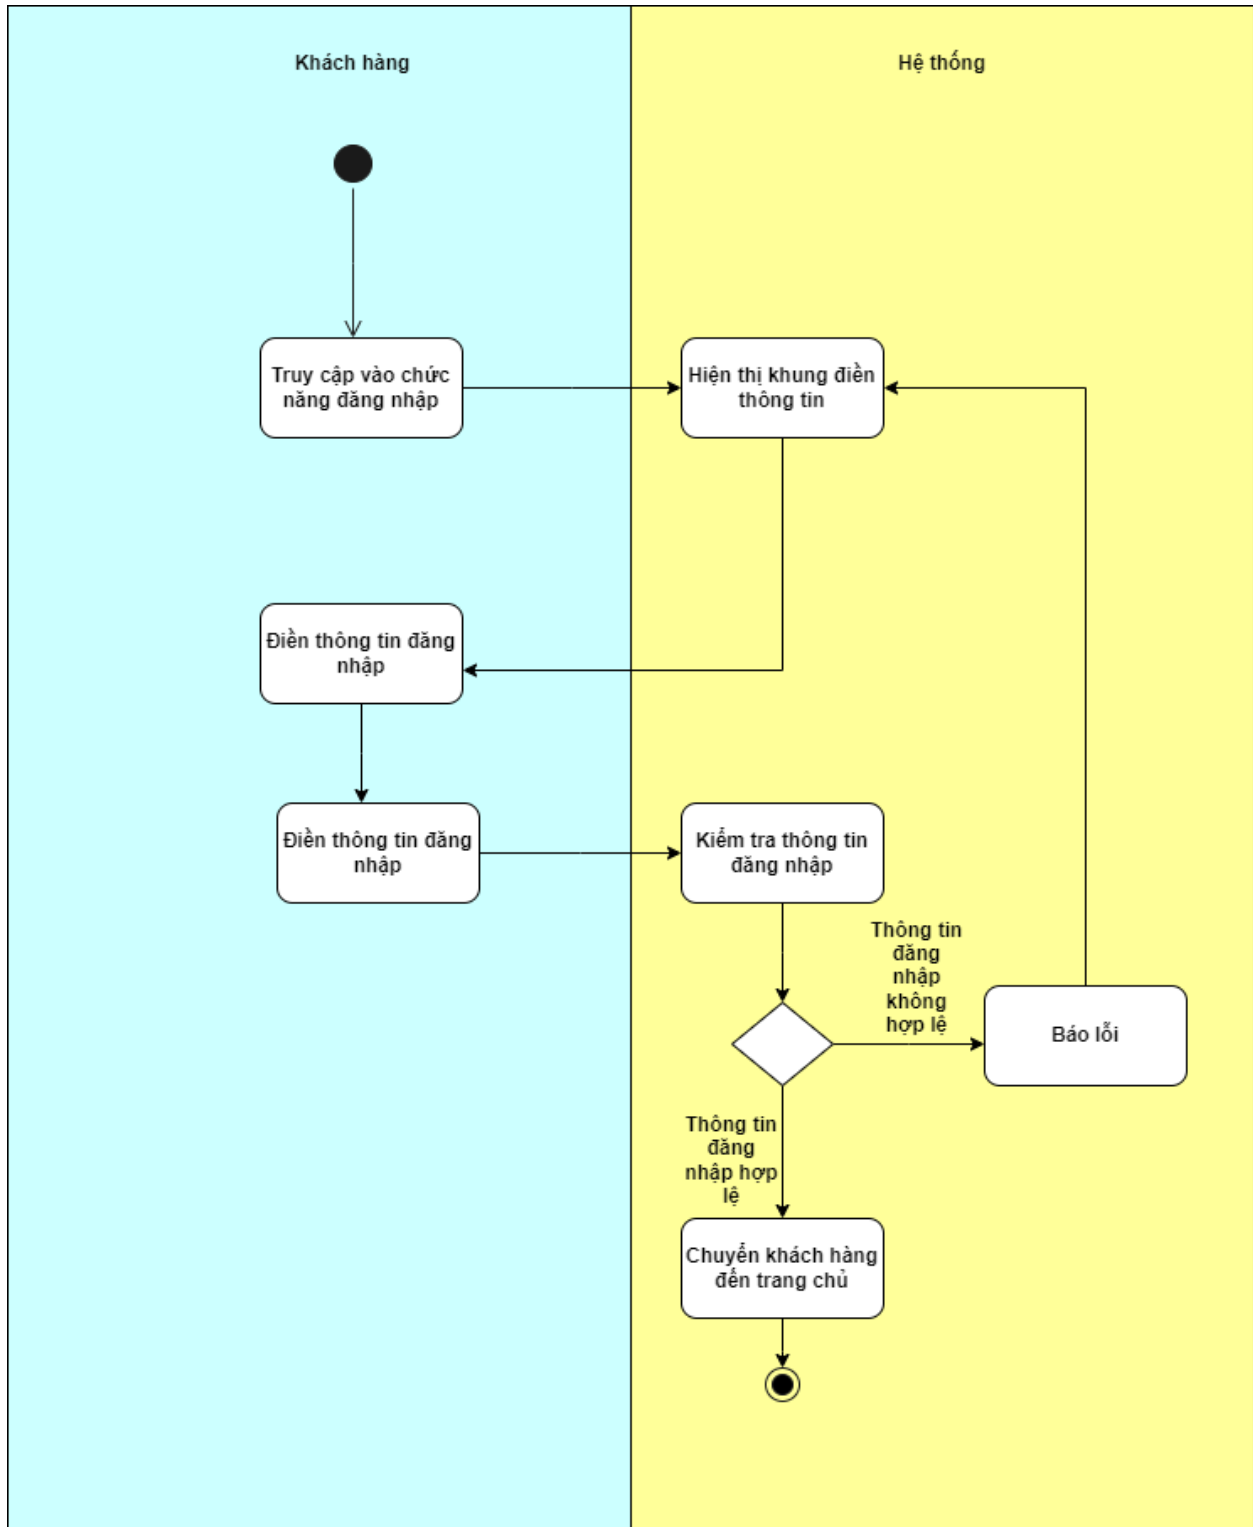 Khách hàng
Hệ thống
Truy cập vào chức
năng đăng nhập
Hiện thị khung điền
thông tin
Điền thông tin đăng
nhập
Điền thông tin đăng
nhập
Kiểm tra thông tin
đăng nhập
Thông tin
đăng
nhập
không
hợp lệ
Báo lỗi
Thông tin
đăng
nhập hợp
lệ
Chuyển khách hàng
đến trang chủ